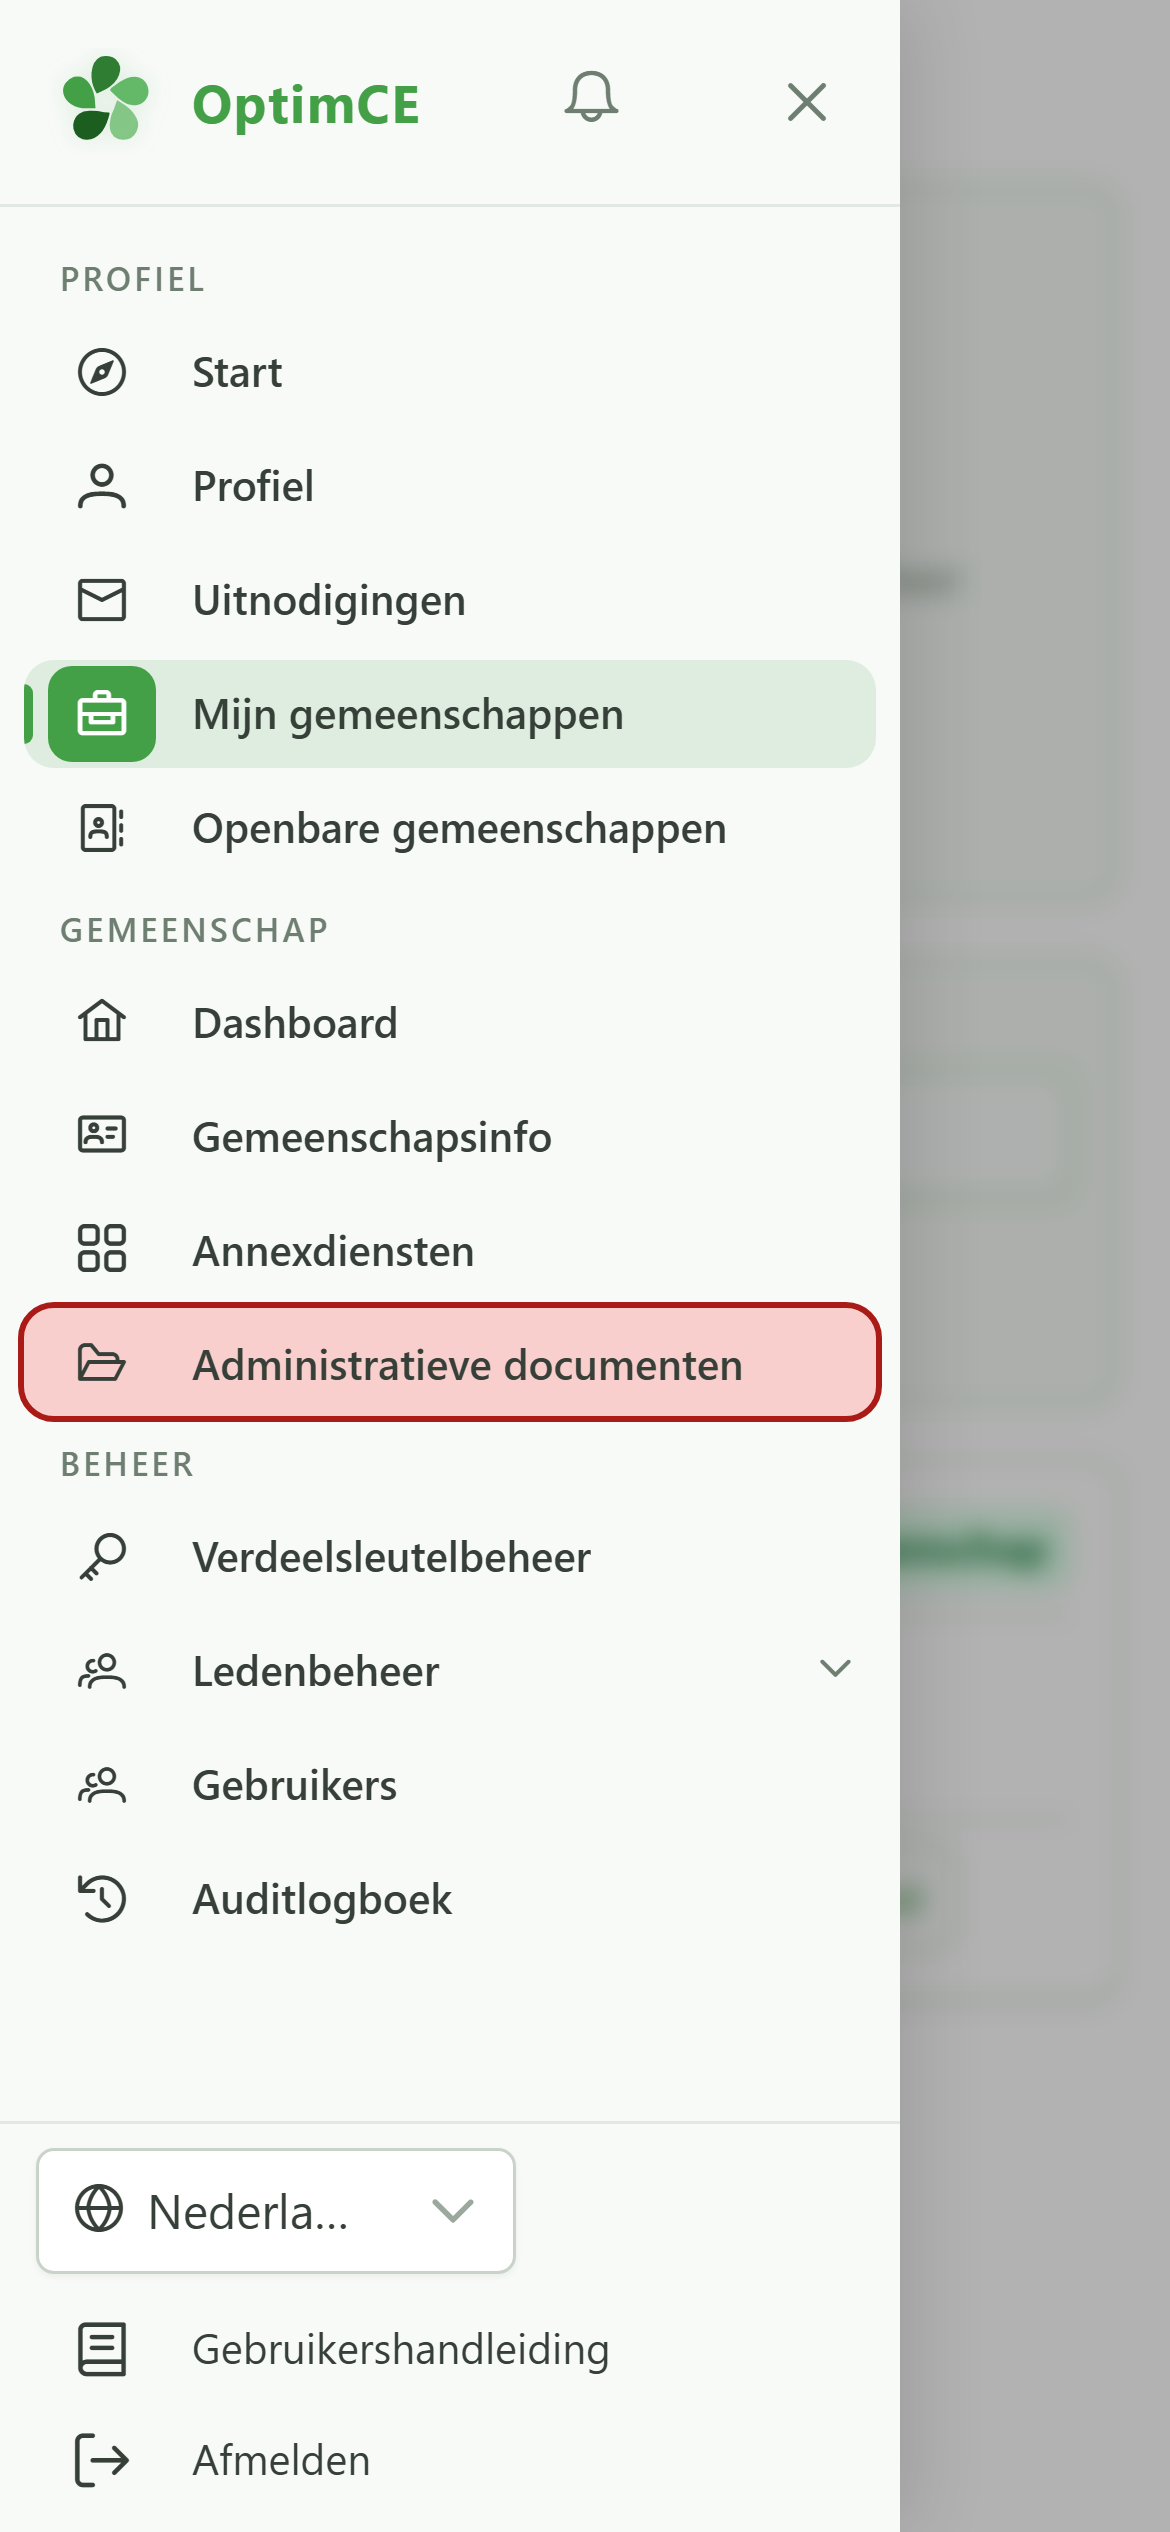 OptimCE
PROFIEL
Start
Profiel
Uitnodigingen
Mijn gemeenschappen
Openbare gemeenschappen
GEMEENSCHAP
Dashboard
Gemeenschapsinfo
Annexdiensten
Administratieve documenten
BEHEER
Verdeelsleutelbeheer
Ledenbeheer
Gebruikers
Auditlogboek
Nederla...
Gebruikershandleiding
Afmelden